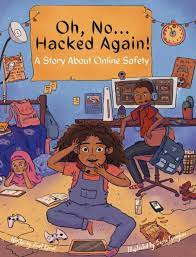 Oh, No...
Hacked Again!
A Story About Online Safety